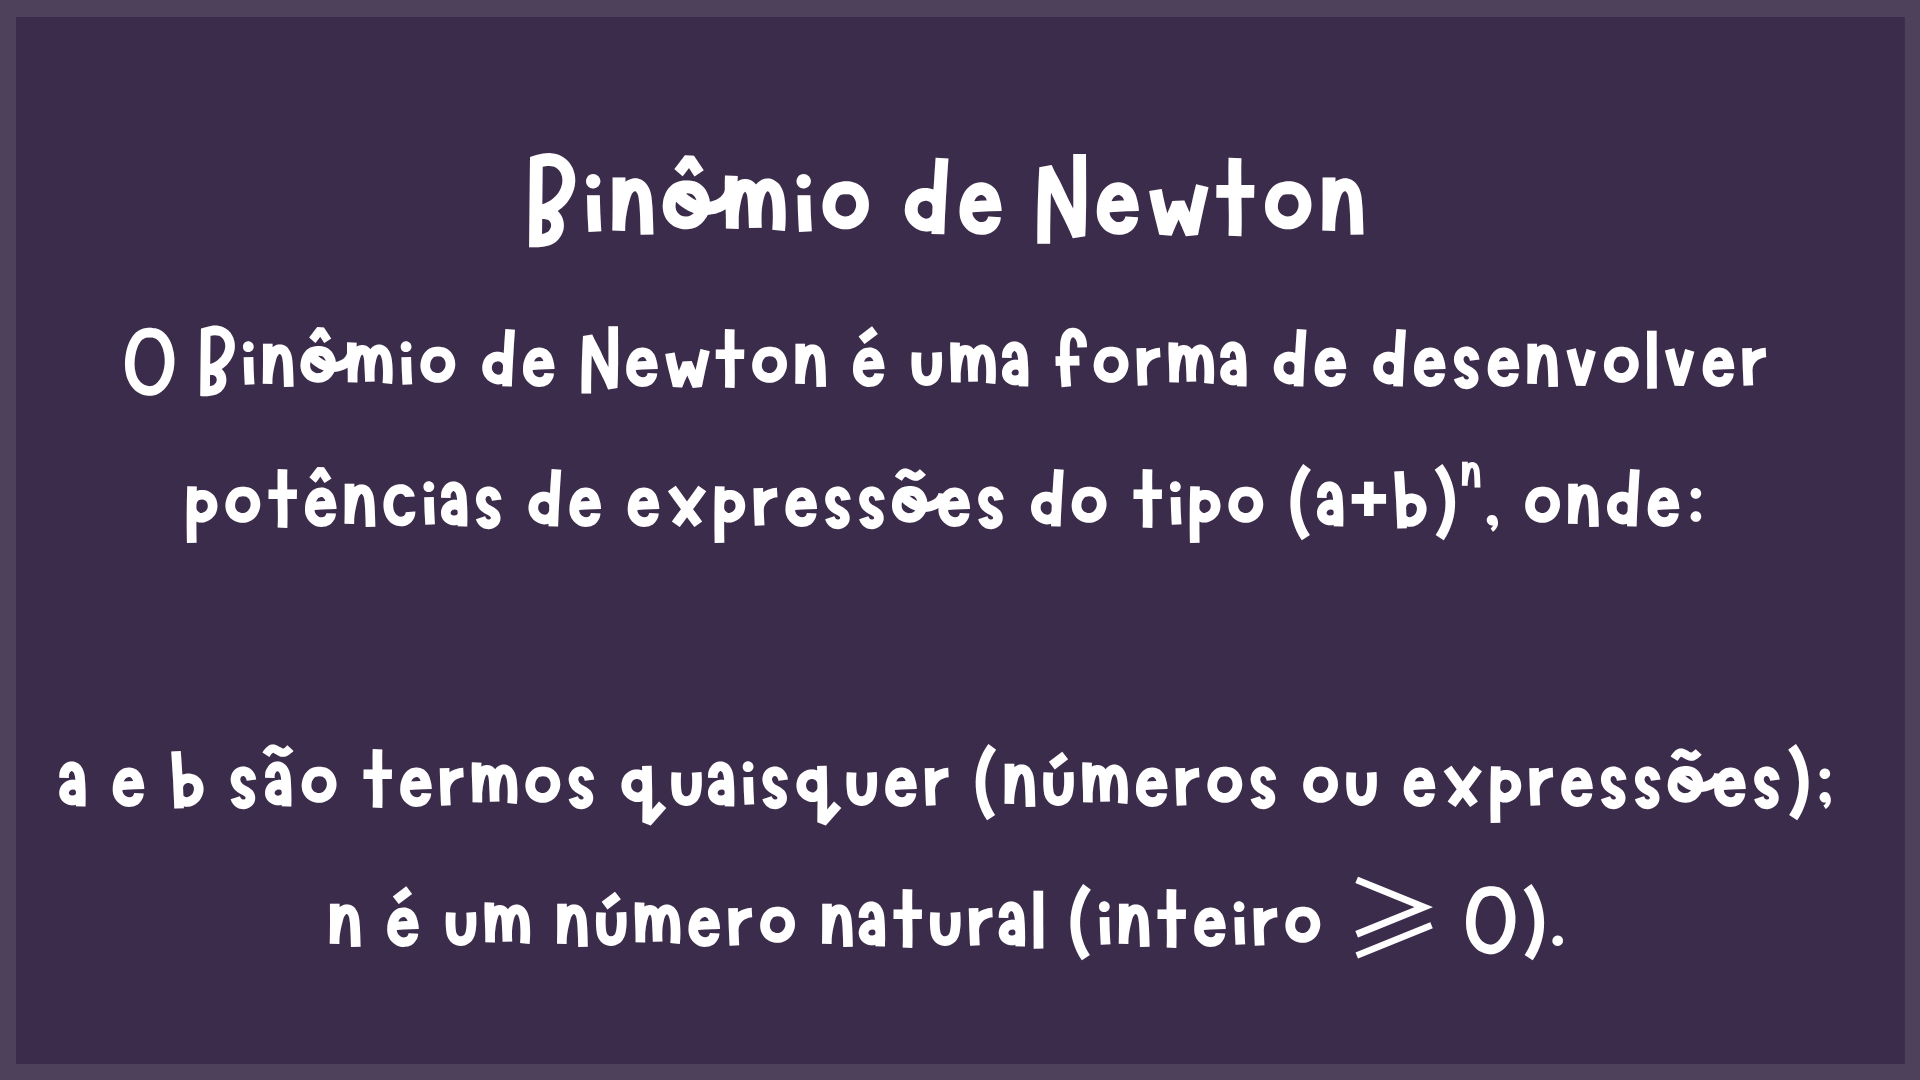 Binômio de Newton
O Binômio de Newton é uma forma de desenvolver
potências de expressões do tipo (a+b)ⁿ, onde:
a e b são termos quaisquer (números ou expressões);
n é um número natural (inteiro ⩾ 0).